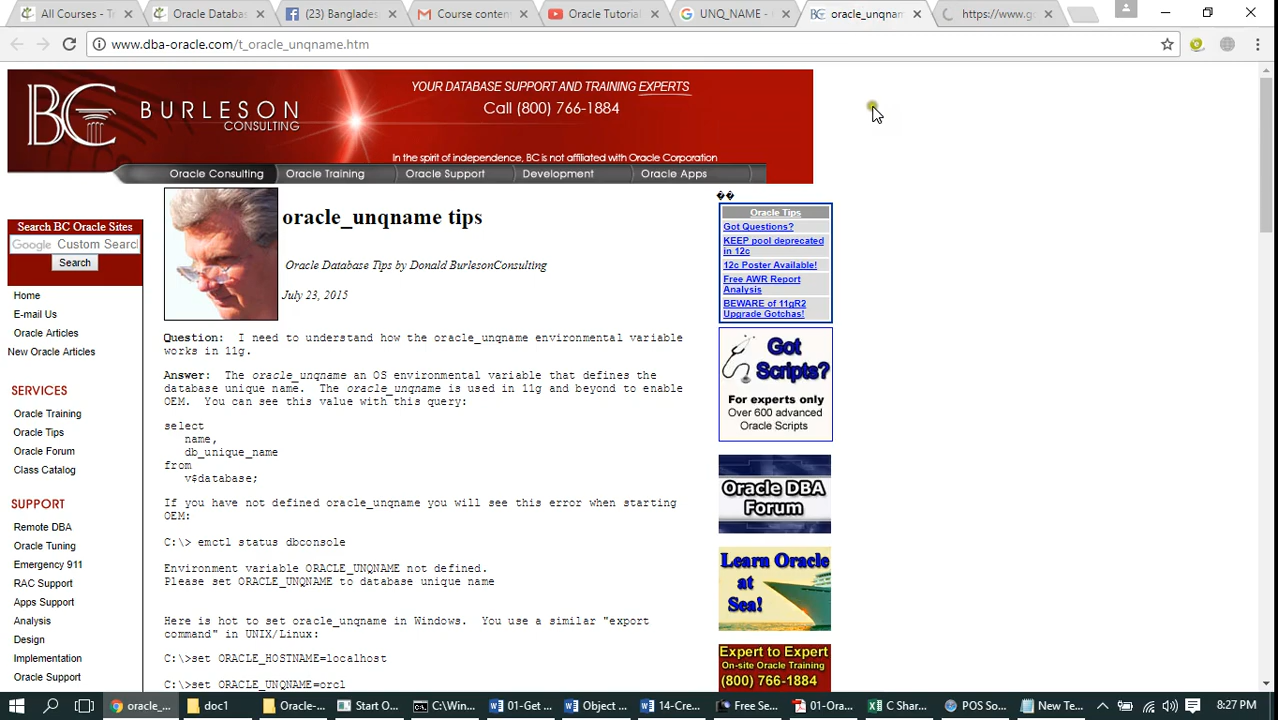 All Courses - T
Oracle Databas
(23) Banglades
Course conten
Oracle Tutorial
UNQ_NAME -
oracle_unqnam
https://www.g
www.dba-oracle.com/t_oracle_unqname.htm
BC BURLESON CONSULTING
YOUR DATABASE SUPPORT AND TRAINING EXPERTS
Call (800) 766-1884
In the spirit of independence, BC is not affiliated with Oracle Corporation
Oracle Consulting Oracle Training Oracle Support Development Oracle Apps
Search BC Oracle Sites
Google Custom Search
Search
Home
E-mail Us
Oracle Articles
New Oracle Articles
SERVICES
Oracle Training
Oracle Tips
Oracle Forum
Class Catalog
SUPPORT
Remote DBA
Oracle Tuning
Emergency 911
RAC Support
Apps Support
Analysis
Design
Implementation
Oracle Support
oracle_unqname tips
Oracle Database Tips by Donald BurlesonConsulting
July 23, 2015
Question: I need to understand how the oracle_unqname environmental variable
works in 11g.
Answer: The oracle_unqname an OS environmental variable that defines the
database unique name. The oracle_unqname is used in 11g and beyond to enable
OEM. You can see this value with this query:
select
name,
db_unique_name
from
v$database;
If you have not defined oracle_unqname you will see this error when starting
OEM:
C:\> emctl status dbconsole
Environment variable ORACLE_UNQNAME not defined.
Please set ORACLE_UNQNAME to database unique name
Here is hot to set oracle_unqname in Windows. You use a similar "export
command" in UNIX/Linux:
C:\>set ORACLE_HOSTNAME=localhost
C:\>set ORACLE_UNQNAME=orcl
��
Oracle Tips
Got Questions?
KEEP pool deprecated
in 12c
12c Poster Available!
Free AWR Report
Analysis
BEWARE of 11gR2
Upgrade Gotchas!
Got
Scripts?
For experts only
Over 600 advanced
Oracle Scripts
Oracle DBA
Forum
Learn Oracle
at
Sea!
Expert to Expert
On-site Oracle Training
(800) 766-1884
oracle_...
doc1
Oracle-...
Start O...
C:\Win...
01-Get ...
Object ...
14-Cre...
Free Se...
01-Ora...
C Shar...
POS So...
New Te...
8:27 PM